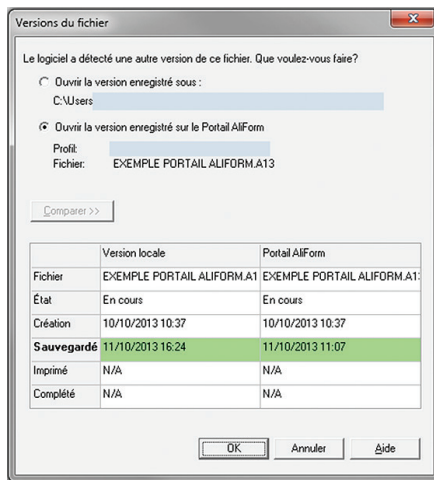 Versions du fichier
Le logiciel a détecté une autre version de ce fichier. Que voulez-vous faire?
Ouvrir la version enregistré sous :
C:\Users
Ouvrir la version enregistré sur le Portail AliForm
Profil:
Fichier: EXEMPLE PORTAIL ALIFORM.A13
Comparer >>
Version locale Portail AliForm
Fichier EXEMPLE PORTAIL ALIFORM.A1 EXEMPLE PORTAIL ALIFORM.A1
État En cours En cours
Création 10/10/2013 10:37 10/10/2013 10:37
Sauvegardé 11/10/2013 16:24 11/10/2013 11:07
Imprimé N/A N/A
Complété N/A N/A
OK Annuler Aide